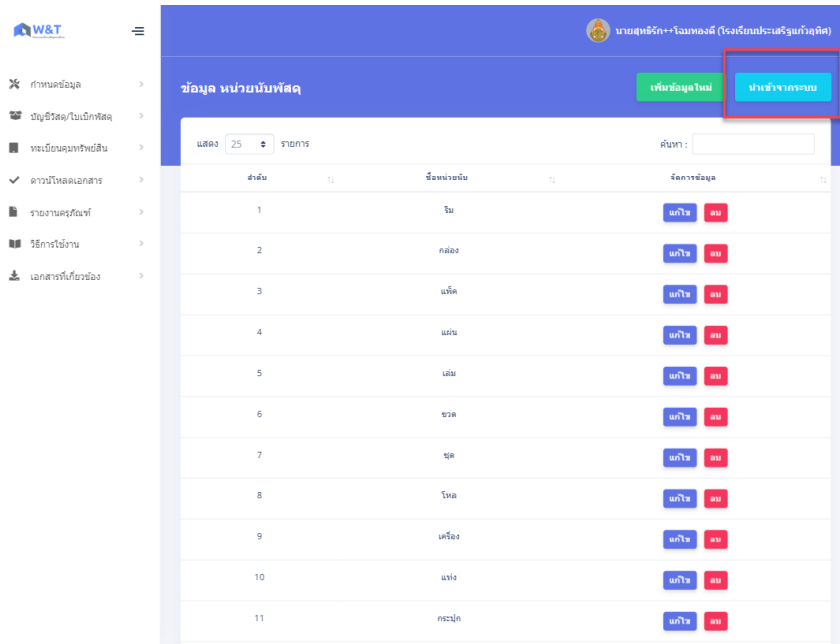 W&T
นายสุทธิรัก++โฉมทองดี (โรงเรียนประเสริฐแก้วอุทิศ)
กำหนดข้อมูล
บัญชีวัสดุ/ใบเบิกพัสดุ
ทะเบียนคุมทรัพย์สิน
ดาวน์โหลดเอกสาร
รายงานครุภัณฑ์
วิธีการใช้งาน
เอกสารที่เกี่ยวข้อง
ข้อมูล หน่วยนับพัสดุ
เพิ่มข้อมูลใหม่
นำเข้าจากระบบ
แสดง 25 รายการ
ค้นหา :
ลำดับ ชื่อหน่วยนับ จัดการข้อมูล
1 รีม แก้ไข ลบ
2 กล่อง แก้ไข ลบ
3 แพ็ค แก้ไข ลบ
4 แผ่น แก้ไข ลบ
5 เล่ม แก้ไข ลบ
6 ขวด แก้ไข ลบ
7 ชุด แก้ไข ลบ
8 โหล แก้ไข ลบ
9 เครื่อง แก้ไข ลบ
10 แท่ง แก้ไข ลบ
11 กระปุก แก้ไข ลบ